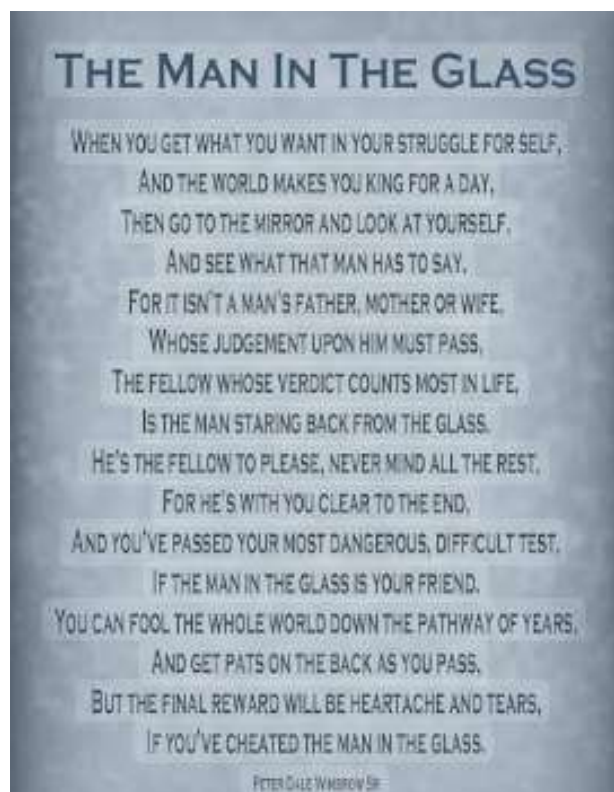 THE MAN IN THE GLASS
WHEN YOU GET WHAT YOU WANT IN YOUR STRUGGLE FOR SELF,
AND THE WORLD MAKES YOU KING FOR A DAY,
THEN GO TO THE MIRROR AND LOOK AT YOURSELF,
AND SEE WHAT THAT MAN HAS TO SAY.
FOR IT ISN'T A MAN'S FATHER, MOTHER OR WIFE,
WHOSE JUDGEMENT UPON HIM MUST PASS,
THE FELLOW WHOSE VERDICT COUNTS MOST IN LIFE,
IS THE MAN STARING BACK FROM THE GLASS.
HE'S THE FELLOW TO PLEASE, NEVER MIND ALL THE REST,
FOR HE'S WITH YOU CLEAR TO THE END,
AND YOU'VE PASSED YOUR MOST DANGEROUS, DIFFICULT TEST,
IF THE MAN IN THE GLASS IS YOUR FRIEND.
YOU CAN FOOL THE WHOLE WORLD DOWN THE PATHWAY OF YEARS,
AND GET PATS ON THE BACK AS YOU PASS,
BUT THE FINAL REWARD WILL BE HEARTACHE AND TEARS,
IF YOU'VE CHEATED THE MAN IN THE GLASS.
PETER DALE WIMBROW SR